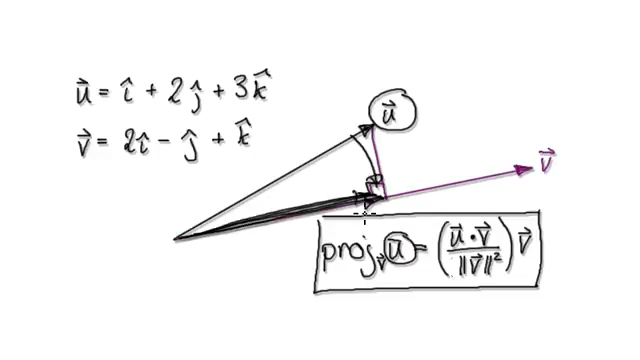 u⃗ = î + 2ĵ + 3k̂
v⃗ = 2î - ĵ + k̂
u⃗
v⃗
proj_v⃗ u⃗ = (u⃗ · v⃗ / ||v⃗||²) v⃗